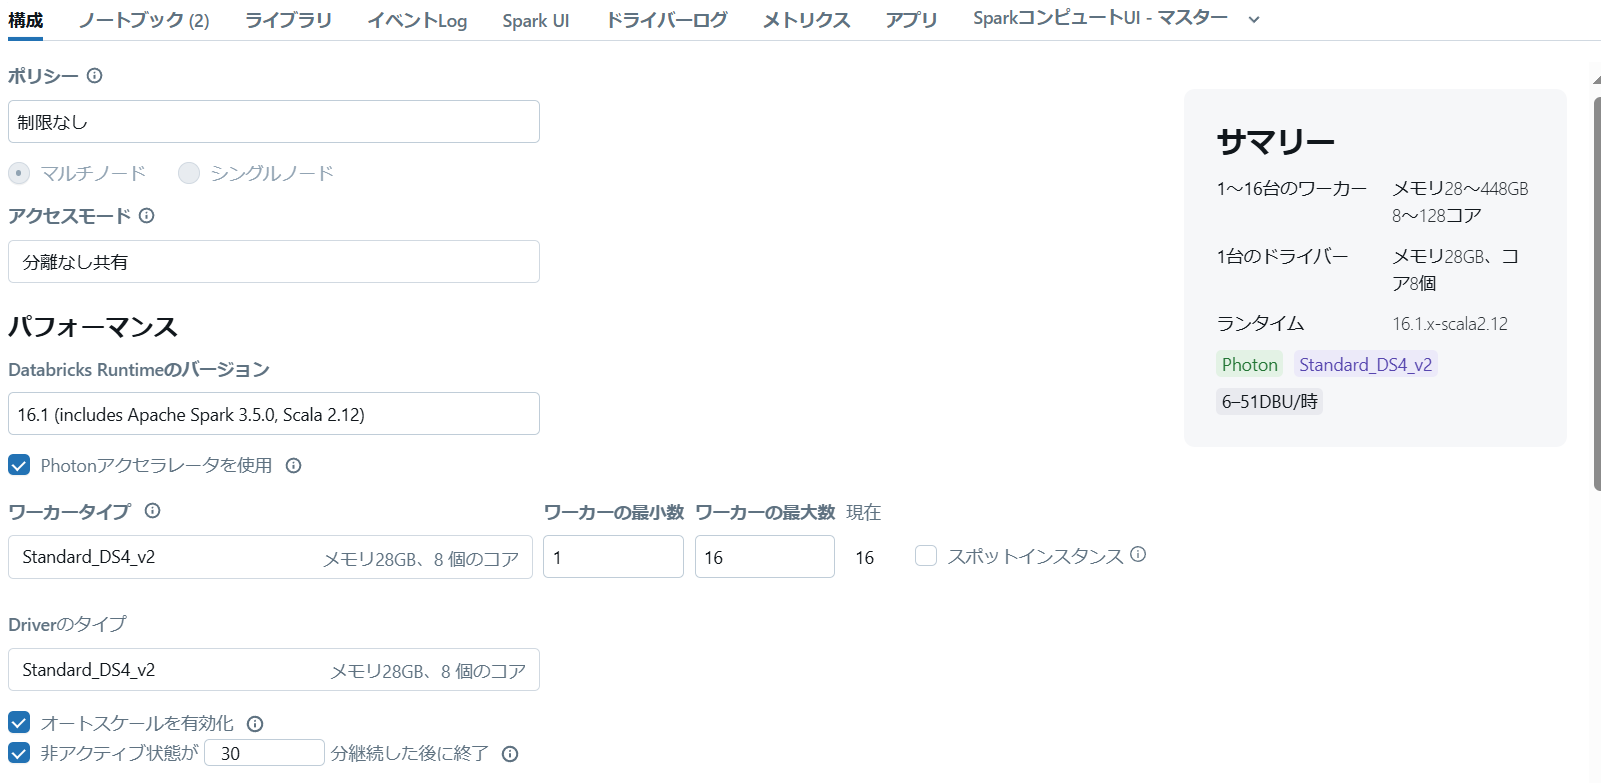 構成 ノートブック (2) ライブラリ イベントLog Spark UI ドライバーログ メトリクス アプリ SparkコンピュートUI - マスター
ポリシー
制限なし
マルチノード シングルノード
アクセスモード
分離なし共有
パフォーマンス
Databricks Runtimeのバージョン
16.1 (includes Apache Spark 3.5.0, Scala 2.12)
Photonアクセラレータを使用
ワーカータイプ ワーカーの最小数 ワーカーの最大数 現在
Standard_DS4_v2 メモリ28GB、8 個のコア 1 16 16 スポットインスタンス
Driverのタイプ
Standard_DS4_v2 メモリ28GB、8 個のコア
オートスケールを有効化
非アクティブ状態が 30 分継続した後に終了
サマリー
1～16台のワーカー メモリ28～448GB
8～128コア
1台のドライバー メモリ28GB、コ
ア8個
ランタイム 16.1.x-scala2.12
Photon Standard_DS4_v2
6–51DBU/時